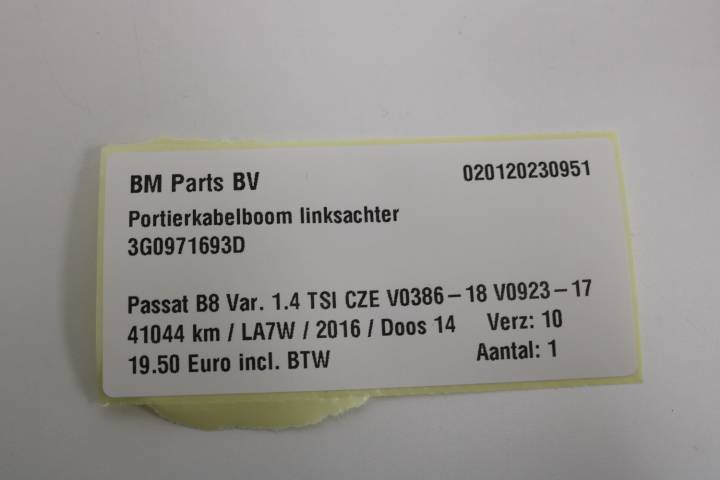 BM Parts BV 020120230951
Portierkabelboom linksachter
3G0971693D
Passat B8 Var. 1.4 TSI CZE V0386-18 V0923-17
41044 km / LA7W / 2016 / Doos 14 Verz: 10
19.50 Euro incl. BTW Aantal: 1